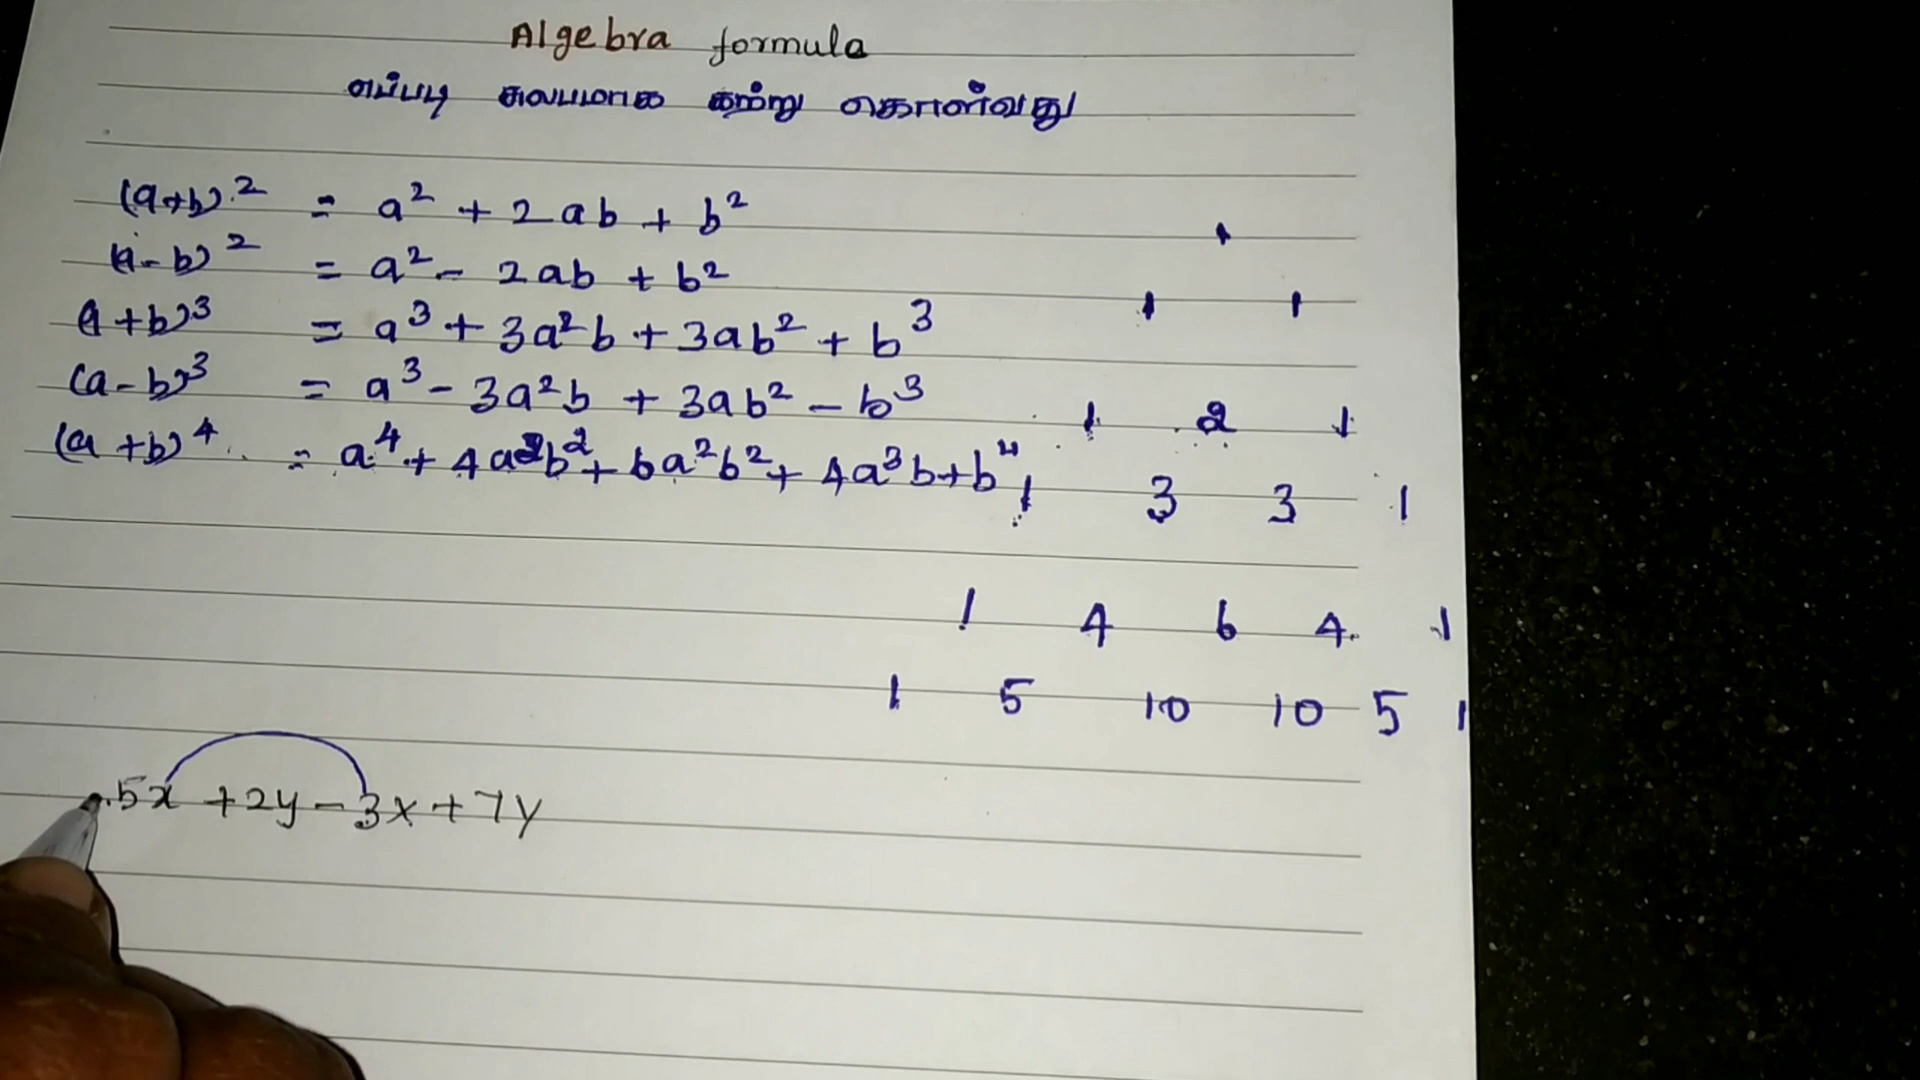 Algebra formula
எப்படி சுலபமாக கற்று கொள்வது
(a+b)² = a² + 2ab + b²
(a-b)² = a² - 2ab + b²
(a+b)³ = a³ + 3a²b + 3ab² + b³
(a-b)³ = a³ - 3a²b + 3ab² - b³
(a+b)⁴ = a⁴ + 4a²b² + 6a²b² + 4a³b + b⁴
1
1 1
1 2 1
1 3 3 1
1 4 6 4 1
1 5 10 10 5 1
5x + 2y - 3x + 7y